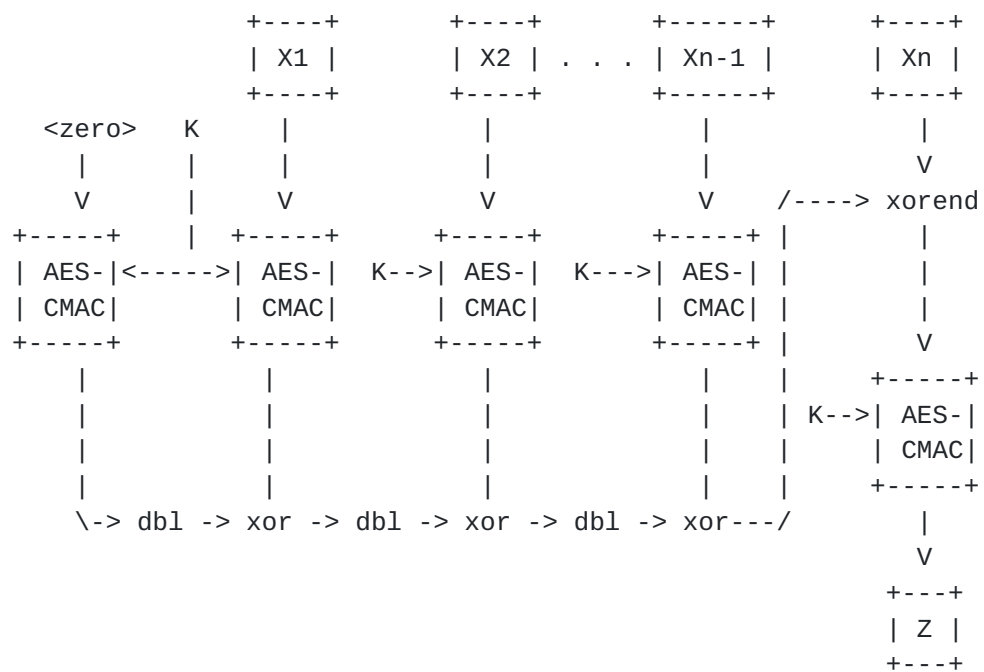 +----+       +----+       +------+      +----+
                | X1 |       | X2 | . . . | Xn-1 |      | Xn |
                +----+       +----+       +------+      +----+
   <zero>   K     |            |             |            |
     |      |     |            |             |            V
     V      |     V            V             V    /----> xorend
 +-----+    |  +-----+      +-----+       +-----+ |       |
 | AES-|<----->| AES-|  K-->| AES-|  K--->| AES-| |       |
 | CMAC|       | CMAC|      | CMAC|       | CMAC| |       |
 +-----+       +-----+      +-----+       +-----+ |       V
     |           |             |             |    |    +-----+
     |           |             |             |    | K-->| AES-|
     |           |             |             |    |    | CMAC|
     |           |             |             |    |    +-----+
     \-> dbl -> xor -> dbl -> xor -> dbl -> xor---/       |
                                                          V
                                                        +---+
                                                        | Z |
                                                        +---+